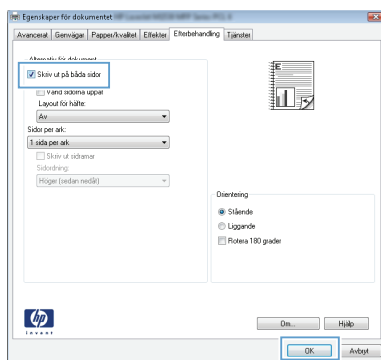 Egenskaper för dokumentet
Avancerat Genvägar Papper/kvalitet Effekter Efterbehandling Tjänster
Alternativ för dokument
Skriv ut på båda sidor
Vänd sidorna uppåt
Layout för häfte:
Av
Sidor per ark:
1 sida per ark
Skriv ut sidramar
Sidordning:
Höger (sedan nedåt)
Orientering
Stående
Liggande
Rotera 180 grader
hp
invent
Om... Hjälp
OK Avbryt